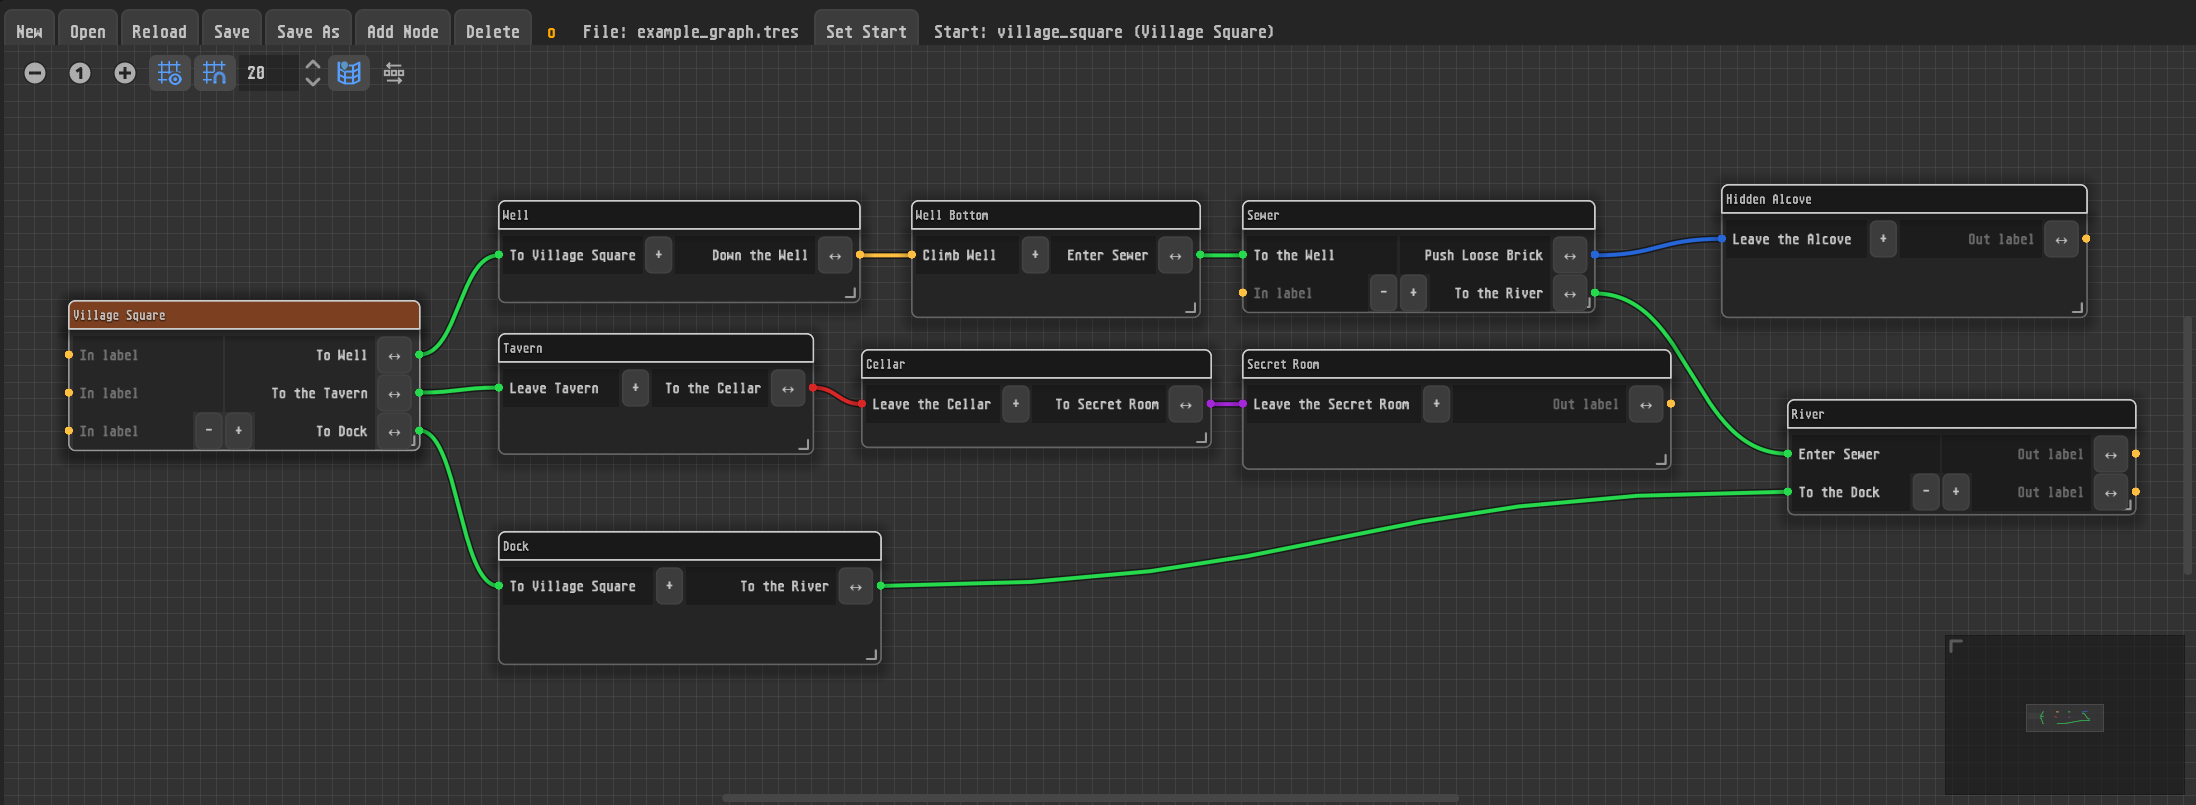 New Open Reload Save Save As Add Node Delete o File: example_graph.tres Set Start Start: village_square (Village Square)
1 20
Hidden Alcove
Leave the Alcove + Out label ↔
Well
To Village Square + Down the Well ↔
Well Bottom
Climb Well + Enter Sewer ↔
Sewer
To the Well Push Loose Brick ↔
In label - + To the River ↔
Village Square
In label To Well ↔
In label To the Tavern ↔
In label - + To Dock ↔
Tavern
Leave Tavern + To the Cellar ↔
Cellar
Leave the Cellar + To Secret Room ↔
Secret Room
Leave the Secret Room + Out label ↔
River
Enter Sewer Out label ↔
To the Dock - + Out label ↔
Dock
To Village Square + To the River ↔